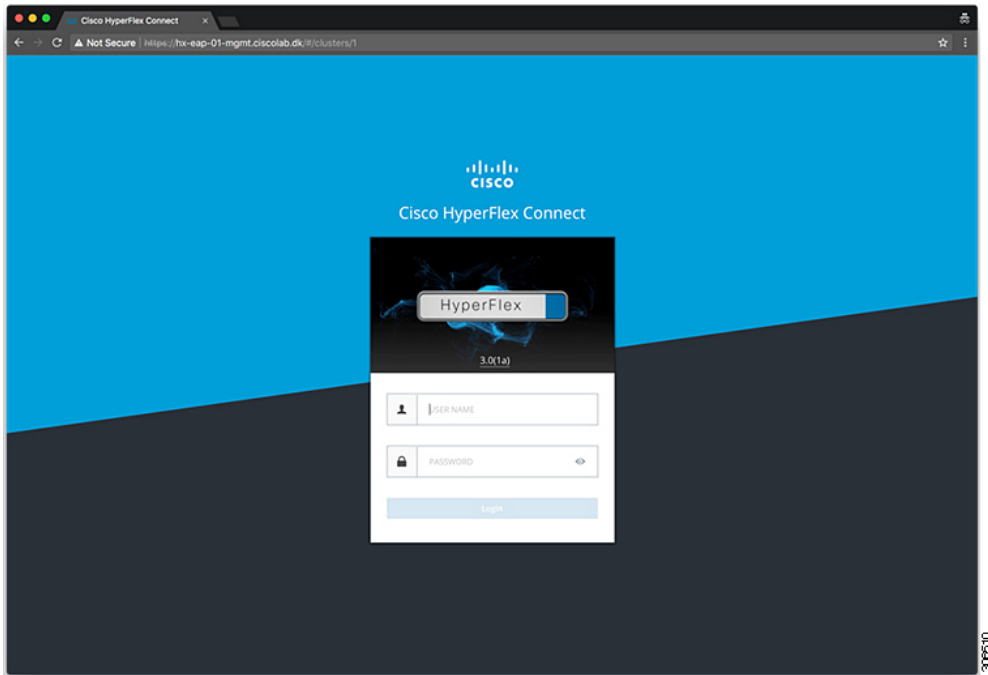 Cisco HyperFlex Connect
Not Secure https://hx-eap-01-mgmt.ciscolab.dk/#/clusters/1
CISCO
Cisco HyperFlex Connect
HyperFlex
3.0(1a)
USER NAME
PASSWORD
Login